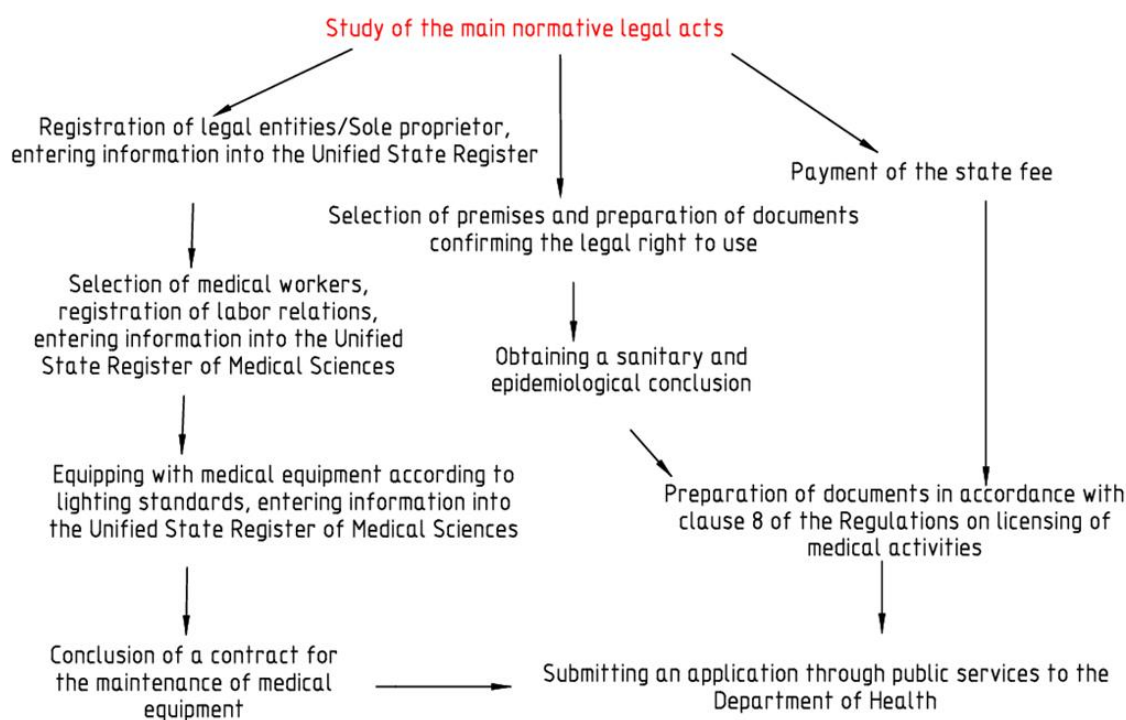 Study of the main normative legal acts
Registration of legal entities/Sole proprietor,
entering information into the Unified State Register
Payment of the state fee
Selection of premises and preparation of documents
confirming the legal right to use
Selection of medical workers,
registration of labor relations,
entering information into the Unified
State Register of Medical Sciences
Obtaining a sanitary and
epidemiological conclusion
Equipping with medical equipment according to
lighting standards, entering information into
the Unified State Register of Medical Sciences
Preparation of documents in accordance with
clause 8 of the Regulations on licensing of
medical activities
Conclusion of a contract for
the maintenance of medical
equipment
Submitting an application through public services to the
Department of Health